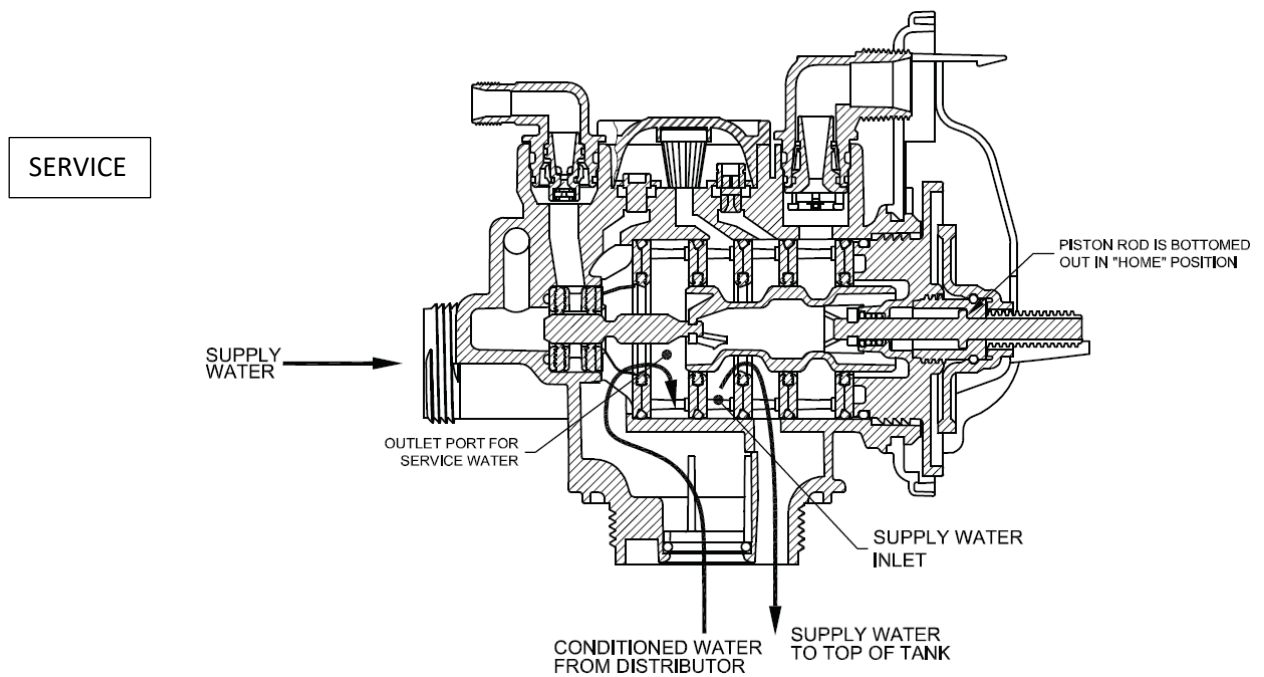 SERVICE
PISTON ROD IS BOTTOMED
OUT IN "HOME" POSITION
SUPPLY
WATER
OUTLET PORT FOR
SERVICE WATER
SUPPLY WATER
INLET
CONDITIONED WATER
FROM DISTRIBUTOR
SUPPLY WATER
TO TOP OF TANK